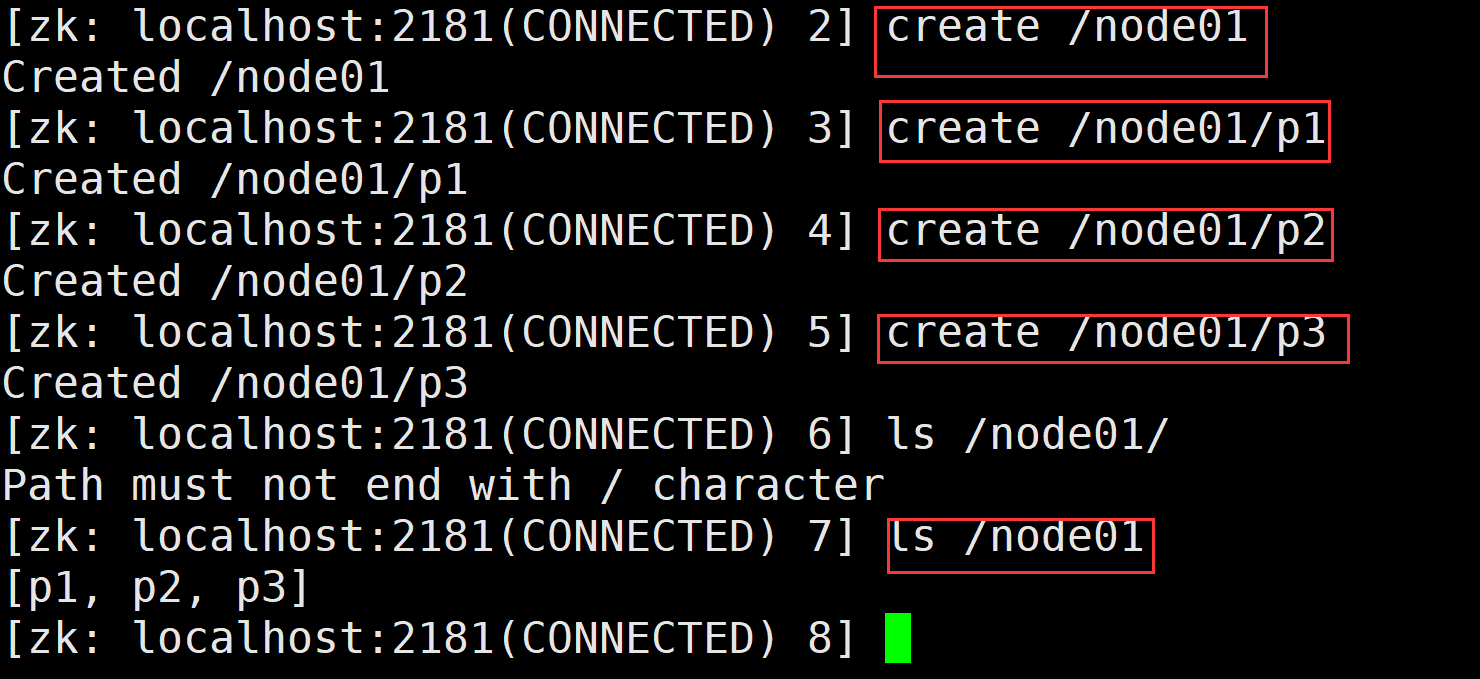 [zk: localhost:2181(CONNECTED) 2] create /node01
Created /node01
[zk: localhost:2181(CONNECTED) 3] create /node01/p1
Created /node01/p1
[zk: localhost:2181(CONNECTED) 4] create /node01/p2
Created /node01/p2
[zk: localhost:2181(CONNECTED) 5] create /node01/p3
Created /node01/p3
[zk: localhost:2181(CONNECTED) 6] ls /node01/
Path must not end with / character
[zk: localhost:2181(CONNECTED) 7] ls /node01
[p1, p2, p3]
[zk: localhost:2181(CONNECTED) 8]